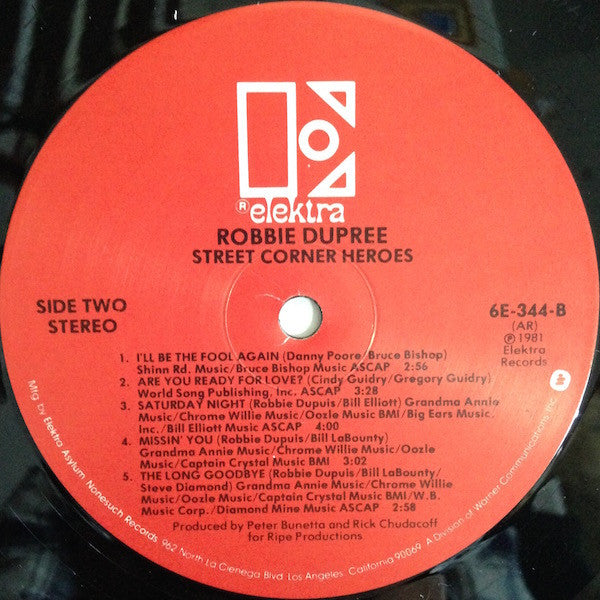 ® elektra
ROBBIE DUPREE
STREET CORNER HEROES
SIDE TWO
STEREO
6E-344-B
(AR)
℗ 1981
Elektra
Records
1. I'LL BE THE FOOL AGAIN (Danny Poore/Bruce Bishop)
Shinn Rd. Music/Bruce Bishop Music ASCAP 2:56
2. ARE YOU READY FOR LOVE? (Cindy Guidry/Gregory Guidry)
World Song Publishing, Inc. ASCAP 3:28
3. SATURDAY NIGHT (Robbie Dupuis/Bill Elliott) Grandma Annie
Music/Chrome Willie Music/Oozle Music BMI/Big Ears Music/
Inc./Bill Elliott Music ASCAP 4:00
4. MISSIN' YOU (Robbie Dupuis/Bill LaBounty)
Grandma Annie Music/Chrome Willie Music/Oozle
Music/Captain Crystal Music BMI 3:02
5. THE LONG GOODBYE (Robbie Dupuis/Bill LaBounty/
Steve Diamond) Grandma Annie Music/Chrome Willie
Music/Oozle Music/Captain Crystal Music BMI/W.B.
Music Corp./Diamond Mine Music ASCAP 2:58
Produced by Peter Bunetta and Rick Chudacoff
for Ripe Productions
Mfg by Elektra Asylum Nonesuch Records 962 North La Cienega Blvd. Los Angeles, California 90069 A Division of Warner Communications Inc.